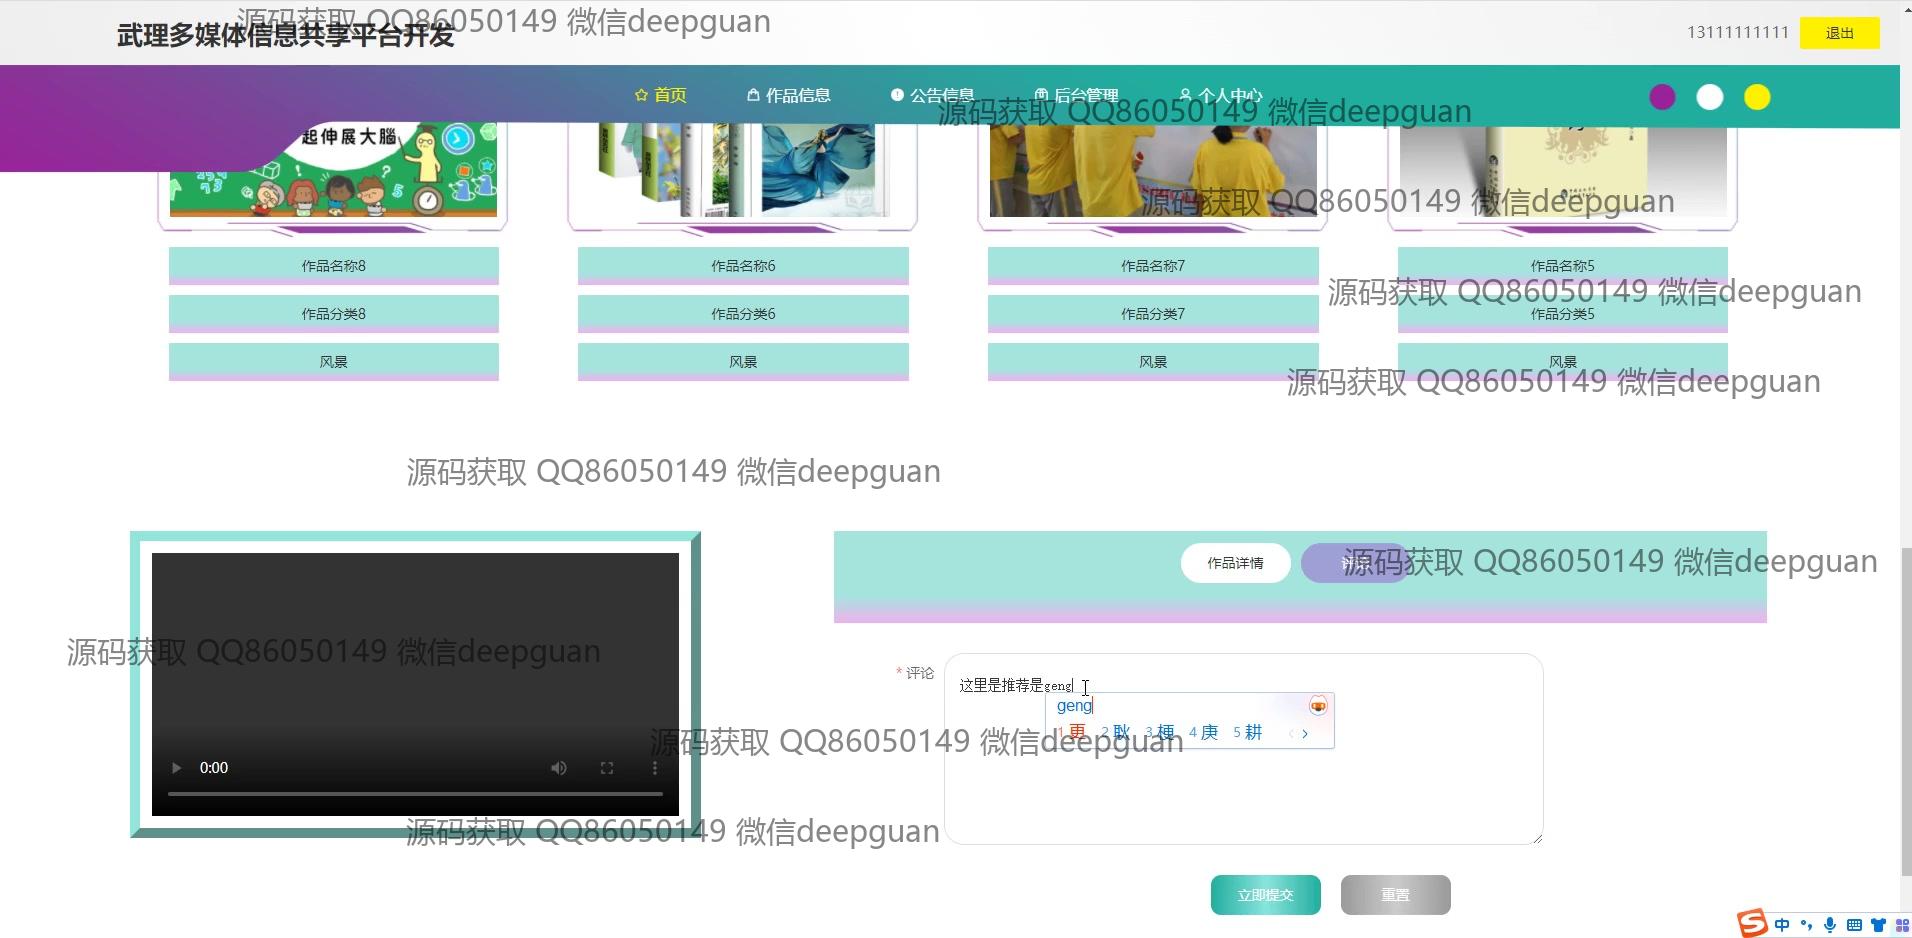 源码获取 QQ86050149 微信deepguan
武理多媒体信息共享平台开发
13111111111
退出
首页
作品信息
公告信息
后台管理
个人中心
源码获取 QQ86050149 微信deepguan
起伸展大腦
源码获取 QQ86050149 微信deepguan
作品名称8
作品名称6
作品名称7
作品名称5
源码获取 QQ86050149 微信deepguan
作品分类8
作品分类6
作品分类7
作品分类5
风景
风景
风景
风景
源码获取 QQ86050149 微信deepguan
源码获取 QQ86050149 微信deepguan
作品详情
评论
源码获取 QQ86050149 微信deepguan
源码获取 QQ86050149 微信deepguan
* 评论
这里是推荐是geng
geng
1 更 2 耿 3 梗 4 庚 5 耕
源码获取 QQ86050149 微信deepguan
0:00
源码获取 QQ86050149 微信deepguan
立即提交
重置
中